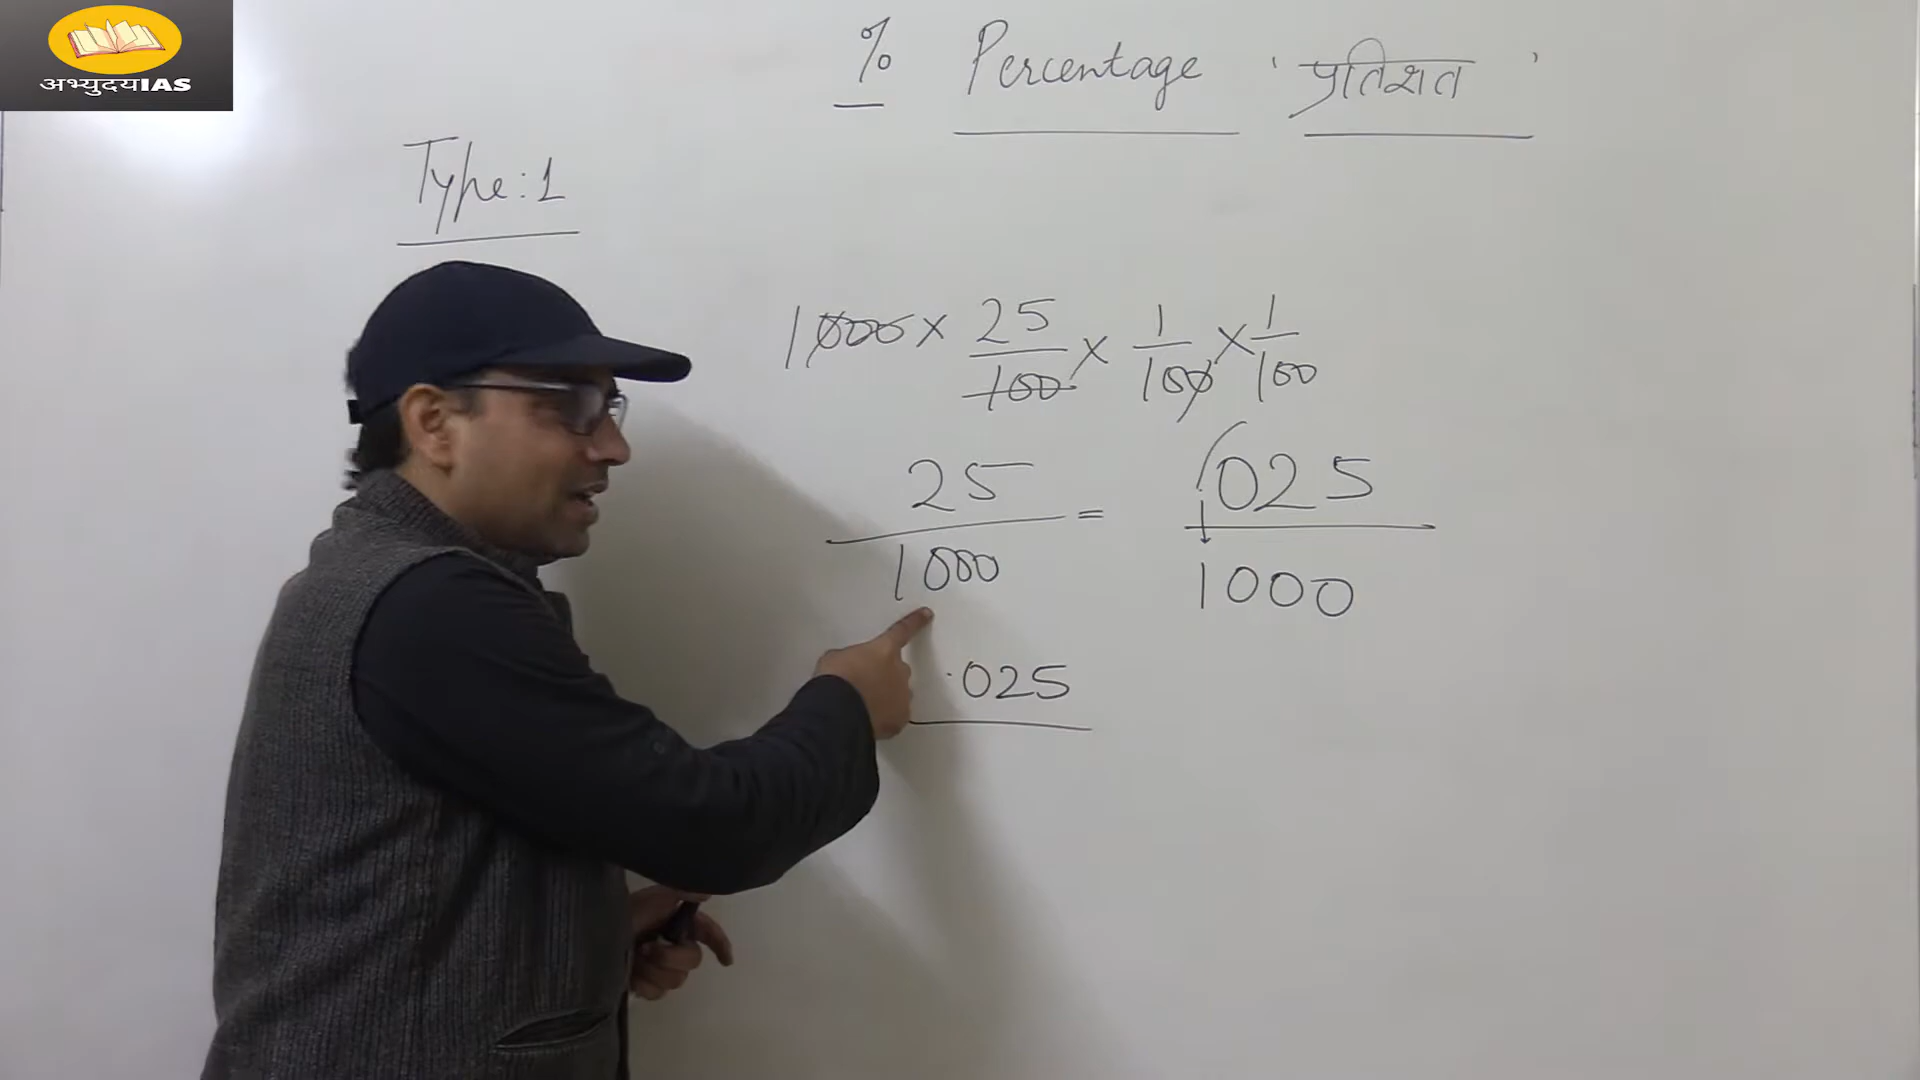 अभ्युदयIAS
% Percentage ' प्रतिशत '
Type:1
1000 × 25/100 × 1/100 × 1/100
25/1000 = .025/1000
.025